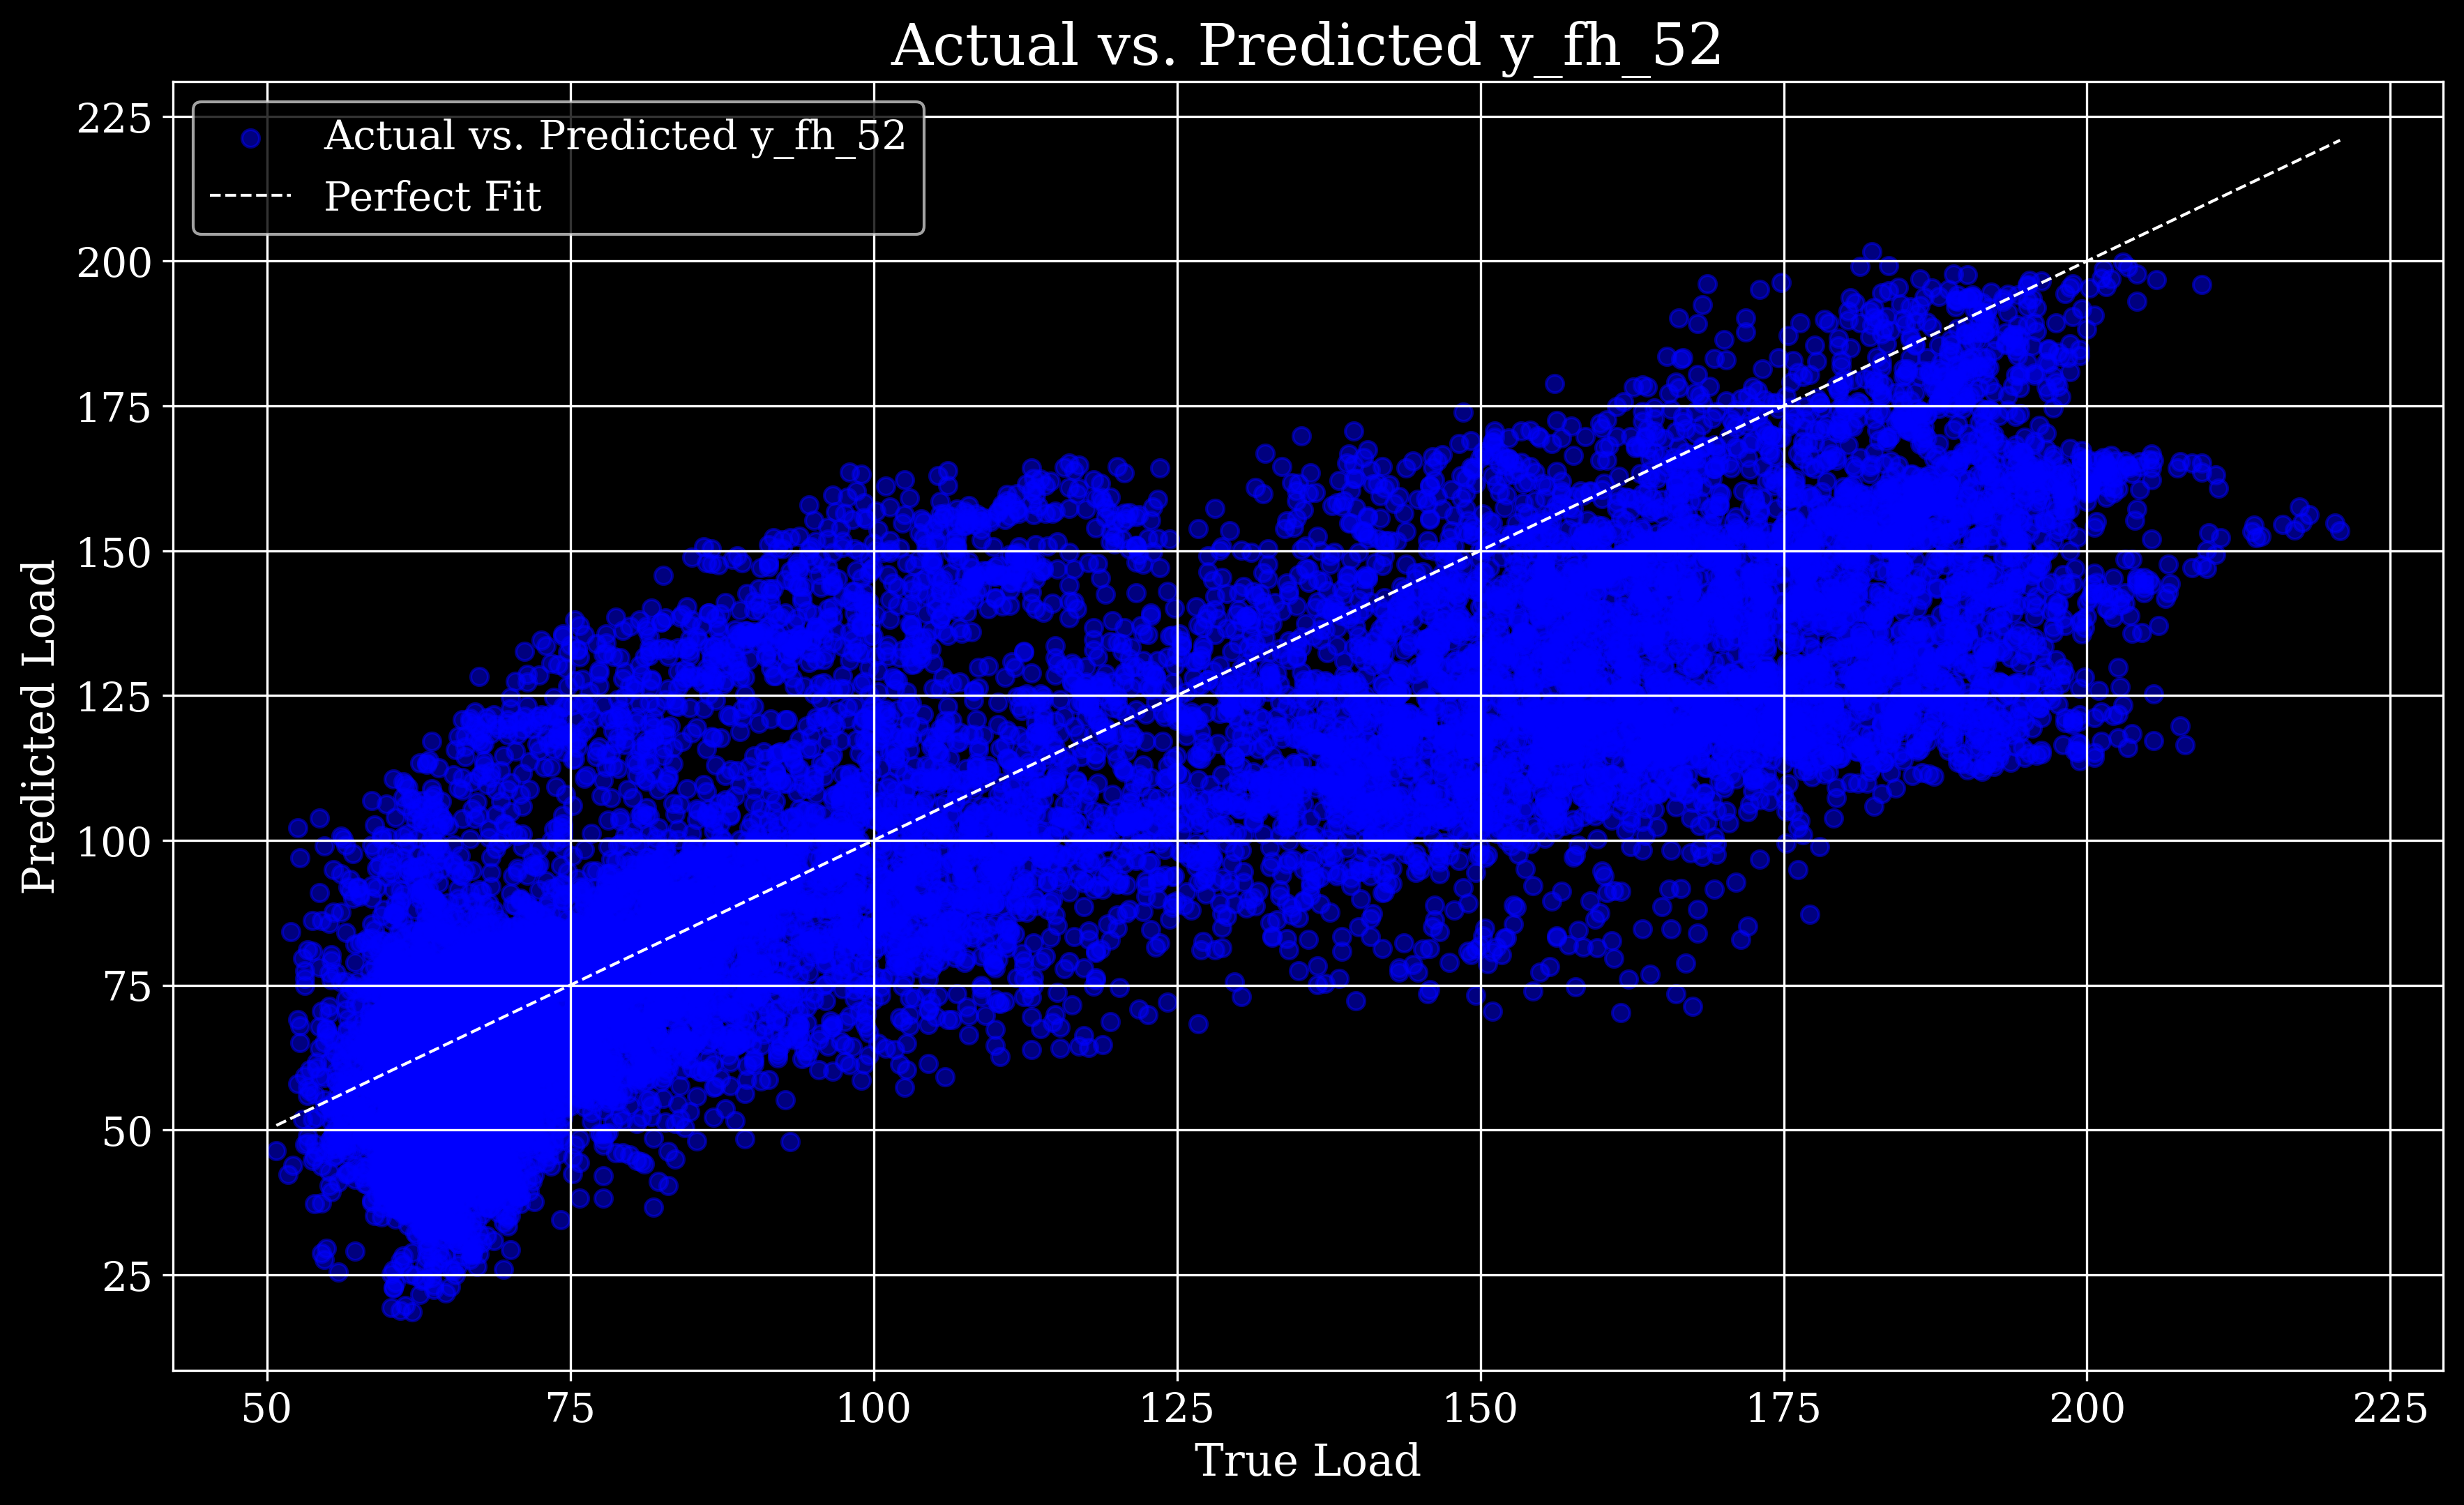 Actual vs. Predicted y_fh_52
Actual vs. Predicted y_fh_52
Perfect Fit
225
200
175
150
125
100
75
50
25
Predicted Load
50 75 100 125 150 175 200 225
True Load